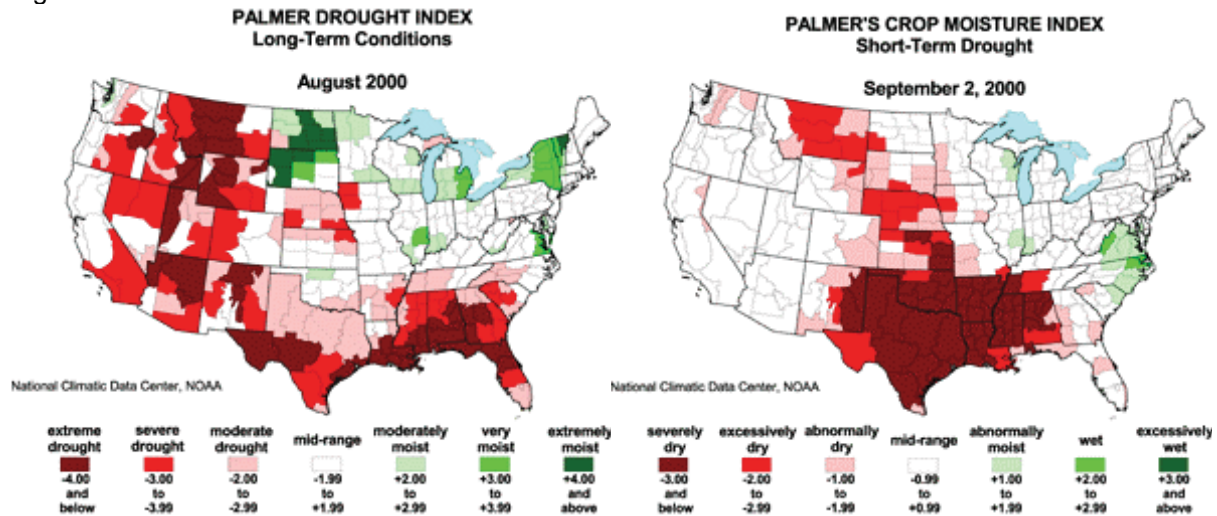 PALMER DROUGHT INDEX
Long-Term Conditions
August 2000
National Climatic Data Center, NOAA
extreme drought
severe drought
moderate drought
mid-range
moderately moist
very moist
extremely moist
-4.00 and below
-3.00 to -3.99
-2.00 to -2.99
-1.99 to +1.99
+2.00 to +2.99
+3.00 to +3.99
+4.00 and above
PALMER'S CROP MOISTURE INDEX
Short-Term Drought
September 2, 2000
National Climatic Data Center, NOAA
severely dry
excessively dry
abnormally dry
mid-range
abnormally moist
wet
excessively wet
-3.00 and below
-2.00 to -2.99
-1.00 to -1.99
-0.99 to +0.99
+1.00 to +1.99
+2.00 to +2.99
+3.00 and above